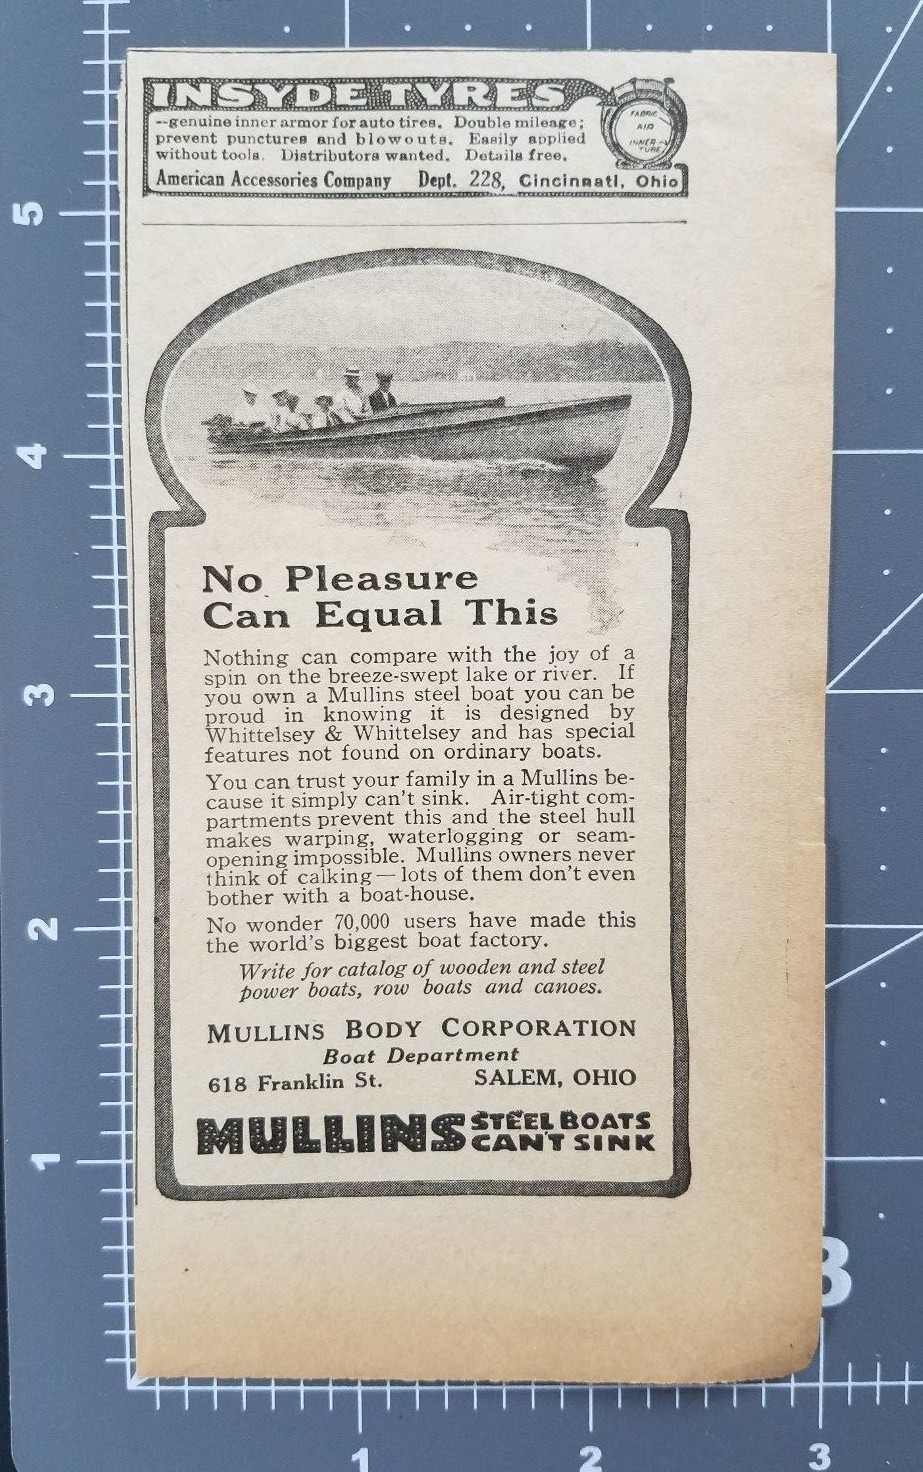 INSYDE TYRES
--genuine inner armor for auto tires. Double mileage;
prevent punctures and blowouts. Easily applied
without tools. Distributors wanted. Details free.
American Accessories Company Dept. 228, Cincinnati, Ohio
FABRIC
AIR
INNER
TUBE
No Pleasure
Can Equal This
Nothing can compare with the joy of a
spin on the breeze-swept lake or river. If
you own a Mullins steel boat you can be
proud in knowing it is designed by
Whittelsey & Whittelsey and has special
features not found on ordinary boats.
You can trust your family in a Mullins be-
cause it simply can't sink. Air-tight com-
partments prevent this and the steel hull
makes warping, waterlogging or seam-
opening impossible. Mullins owners never
think of calking—lots of them don't even
bother with a boat-house.
No wonder 70,000 users have made this
the world's biggest boat factory.
Write for catalog of wooden and steel
power boats, row boats and canoes.
MULLINS BODY CORPORATION
Boat Department
618 Franklin St. SALEM, OHIO
MULLINS STEEL BOATS
CAN'T SINK
5
4
3
2
1
8
1 2 3